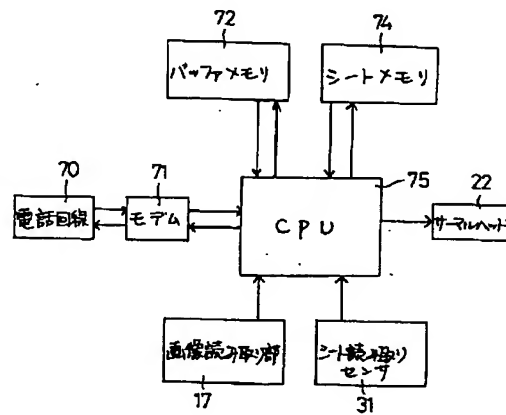 72
バッファメモリ
74
シートメモリ
70
電話回線
71
モデム
75
CPU
22
サーマルヘッド
画像読み取り部
17
シート読み取り
センサ
31